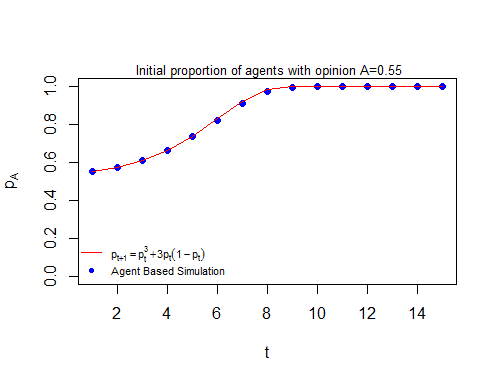 Initial proportion of agents with opinion A=0.55
1.0
0.8
0.6
0.4
0.2
0.0
p_A
p_{t+1} = p_t^3 + 3p_t(1 − p_t)
Agent Based Simulation
2 4 6 8 10 12 14
t